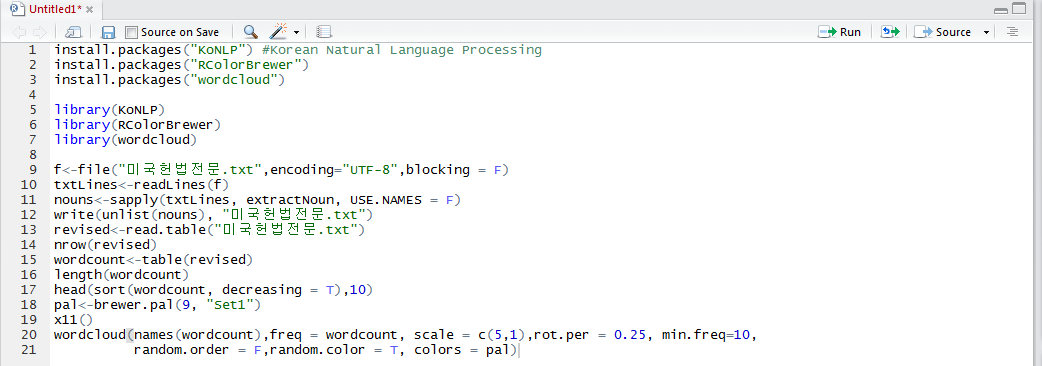 Untitled1*
Source on Save
Run
Source
1 install.packages("KoNLP") #Korean Natural Language Processing
2 install.packages("RColorBrewer")
3 install.packages("wordcloud")
4
5 library(KoNLP)
6 library(RColorBrewer)
7 library(wordcloud)
8
9 f<-file("미국헌법전문.txt",encoding="UTF-8",blocking = F)
10 txtLines<-readLines(f)
11 nouns<-sapply(txtLines, extractNoun, USE.NAMES = F)
12 write(unlist(nouns), "미국헌법전문.txt")
13 revised<-read.table("미국헌법전문.txt")
14 nrow(revised)
15 wordcount<-table(revised)
16 length(wordcount)
17 head(sort(wordcount, decreasing = T),10)
18 pal<-brewer.pal(9, "Set1")
19 x11()
20 wordcloud(names(wordcount),freq = wordcount, scale = c(5,1),rot.per = 0.25, min.freq=10,
21 random.order = F,random.color = T, colors = pal)